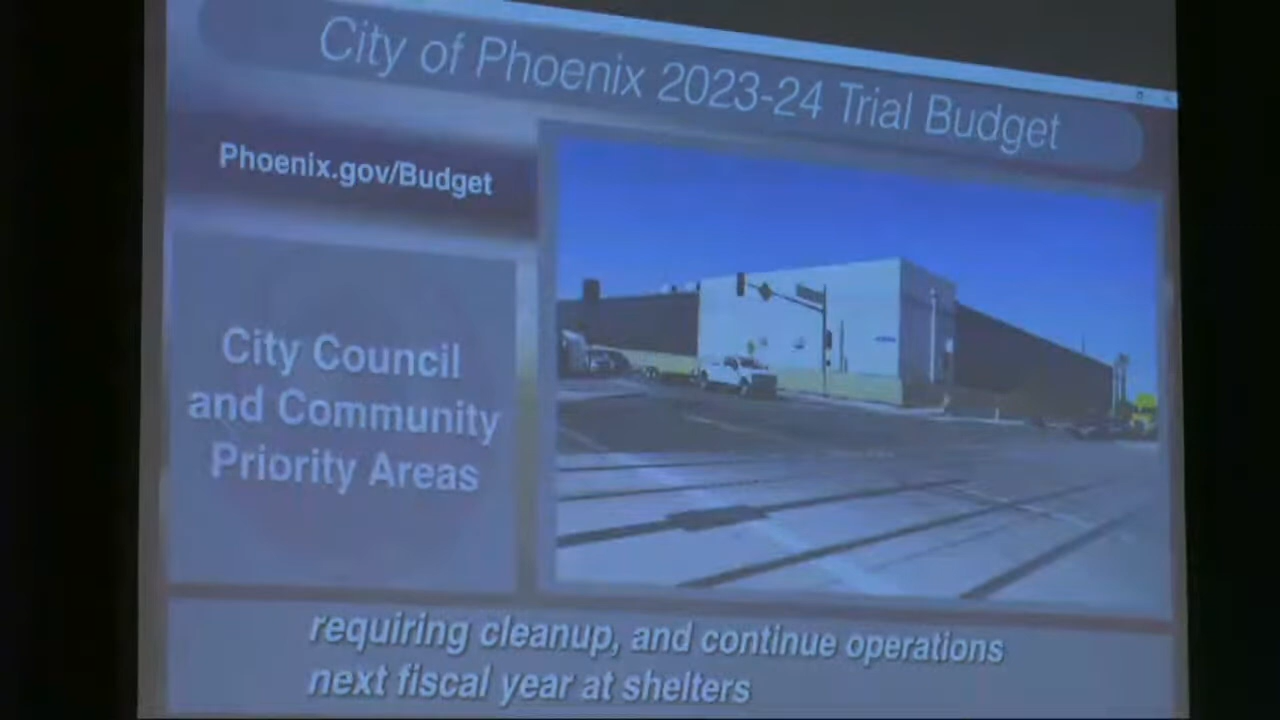 City of Phoenix 2023-24 Trial Budget
Phoenix.gov/Budget
City Council
and Community
Priority Areas
requiring cleanup, and continue operations
next fiscal year at shelters